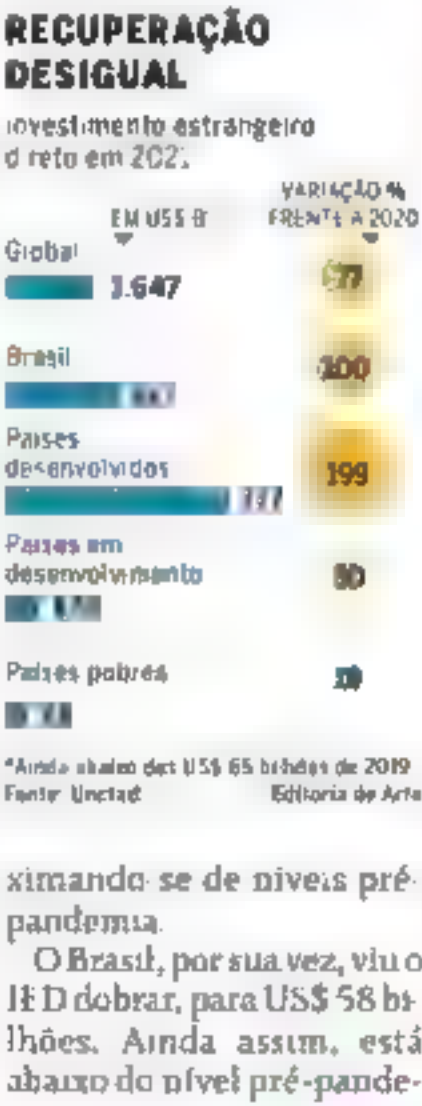 RECUPERAÇÃO
DESIGUAL
investimento estrangeiro
direto em 2021
EM US$ BI
VARIAÇÃO %
FRENTE A 2020
Global
1.647
77
Brasil
100
Países
desenvolvidos
199
Países em
desenvolvimento
30
Países pobres
*Ainda abaixo dos US$ 65 bilhões de 2019
Fonte: Unctad
Editoria de Arte
ximando-se de níveis pré-
pandemia.
O Brasil, por sua vez, viu o
IED dobrar, para US$ 58 bi-
lhões. Ainda assim, está
abaixo do nível pré-pande-